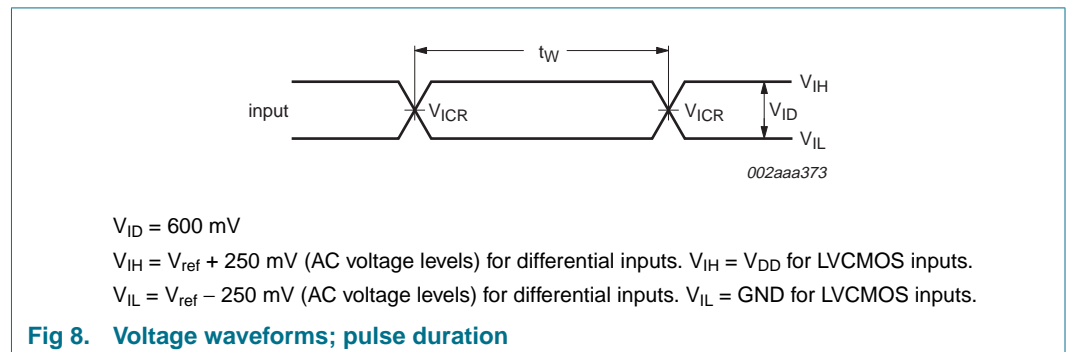 tW
input
VICR
VICR
VIH
VID
VIL
002aaa373
VID = 600 mV
VIH = Vref + 250 mV (AC voltage levels) for differential inputs. VIH = VDD for LVCMOS inputs.
VIL = Vref − 250 mV (AC voltage levels) for differential inputs. VIL = GND for LVCMOS inputs.
Fig 8. Voltage waveforms; pulse duration